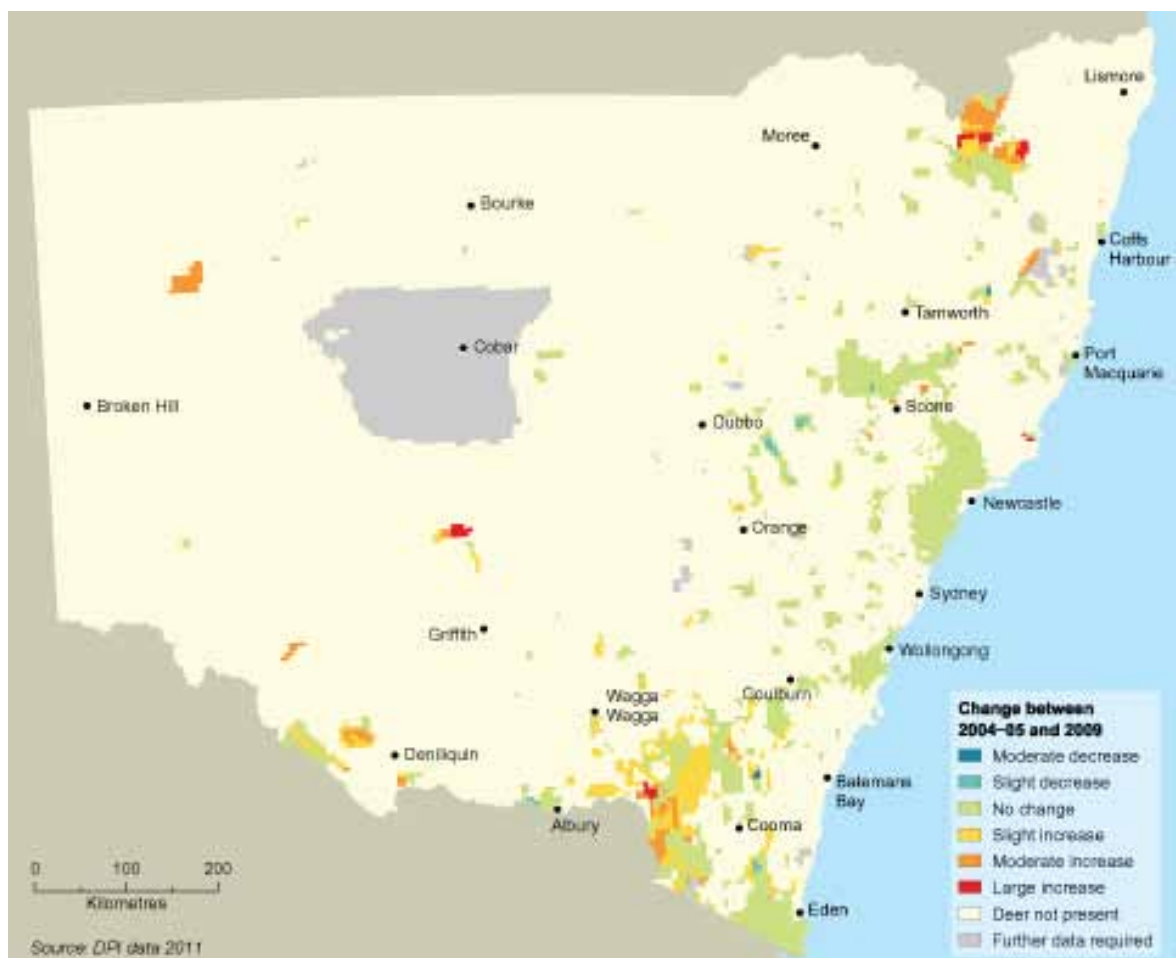 Lismore
Moree
Bourke
Coffs
Harbour
Tamworth
Cobar
Port
Macquarie
Broken Hill
Scone
Dubbo
Newcastle
Orange
Sydney
Griffith
Wollongong
Goulburn
Wagga
Wagga
Deniliquin
Batemans
Bay
Albury
Cooma
Eden
Change between
2004–05 and 2009
Moderate decrease
Slight decrease
No change
Slight increase
Moderate increase
Large increase
Deer not present
Further data required
0 100 200
Kilometres
Source: DPI data 2011